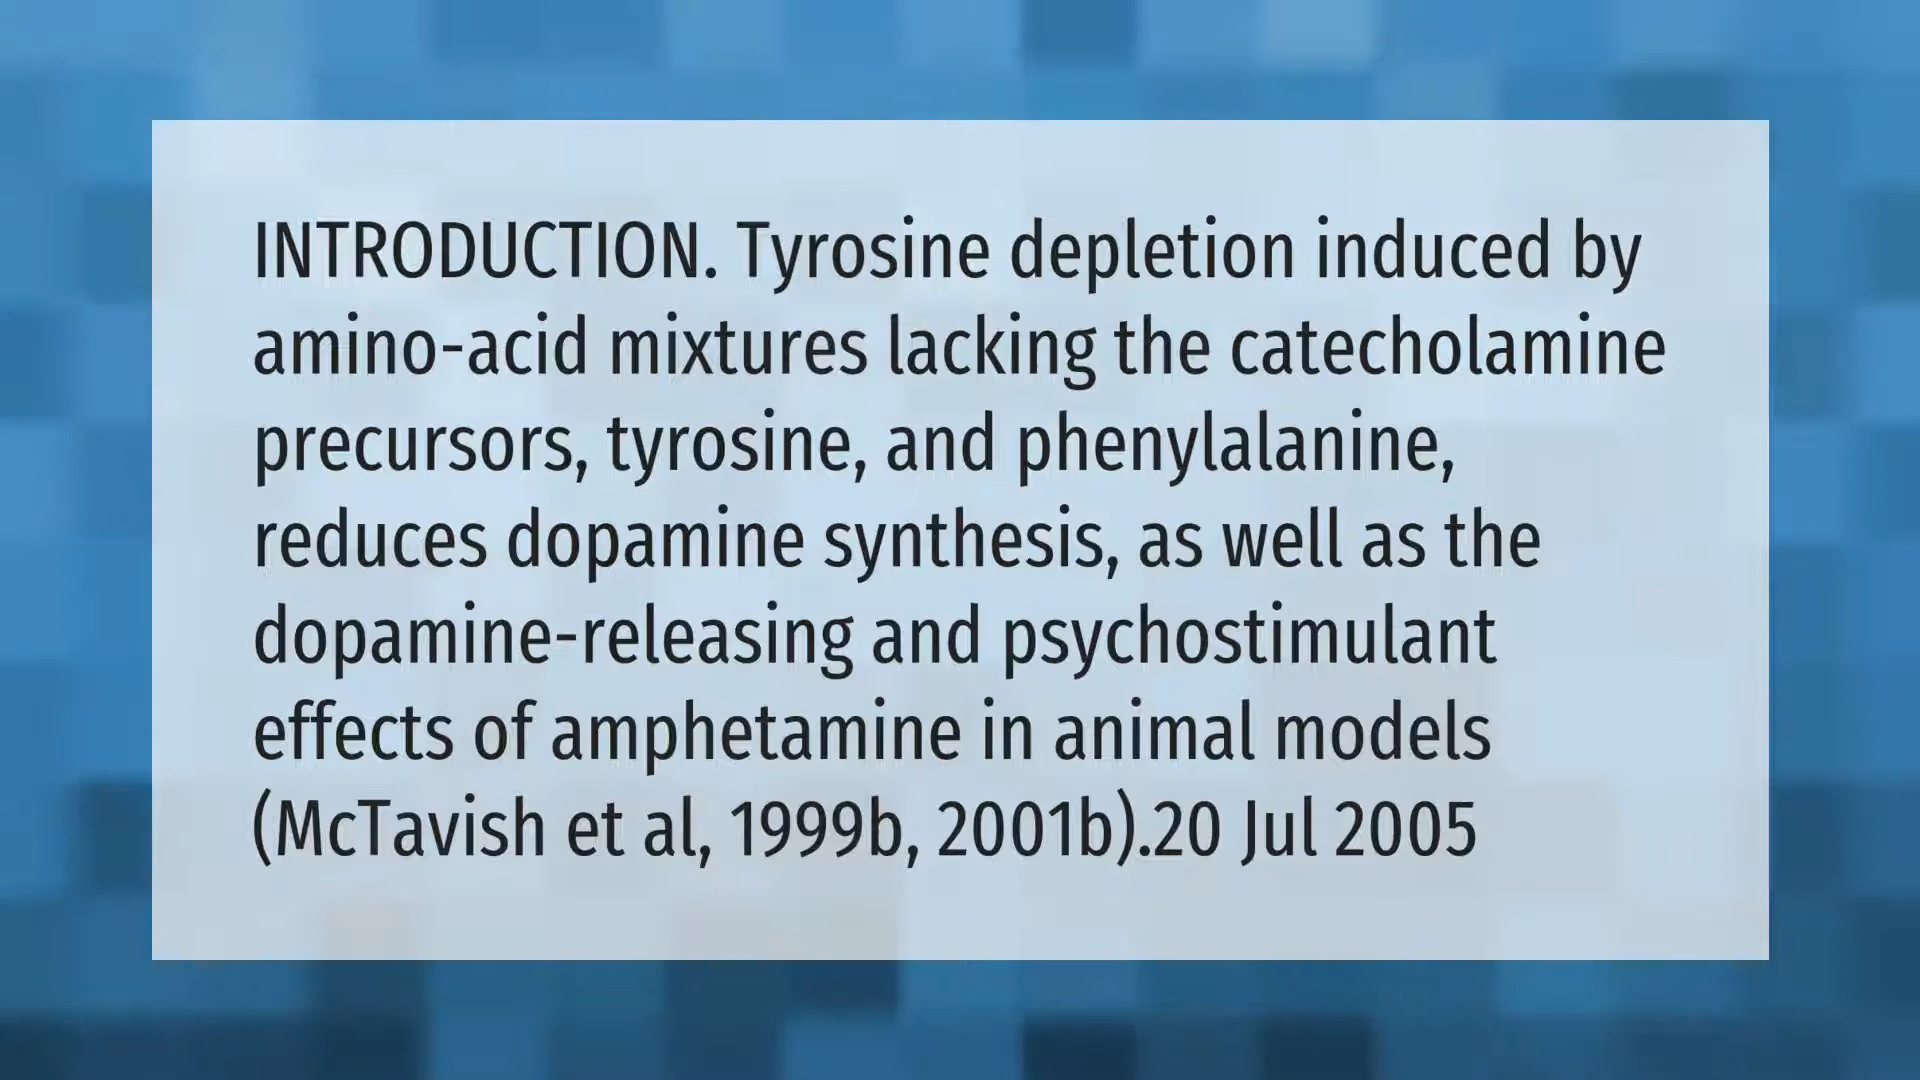 INTRODUCTION. Tyrosine depletion induced by
amino-acid mixtures lacking the catecholamine
precursors, tyrosine, and phenylalanine,
reduces dopamine synthesis, as well as the
dopamine-releasing and psychostimulant
effects of amphetamine in animal models
(McTavish et al, 1999b, 2001b).20 Jul 2005